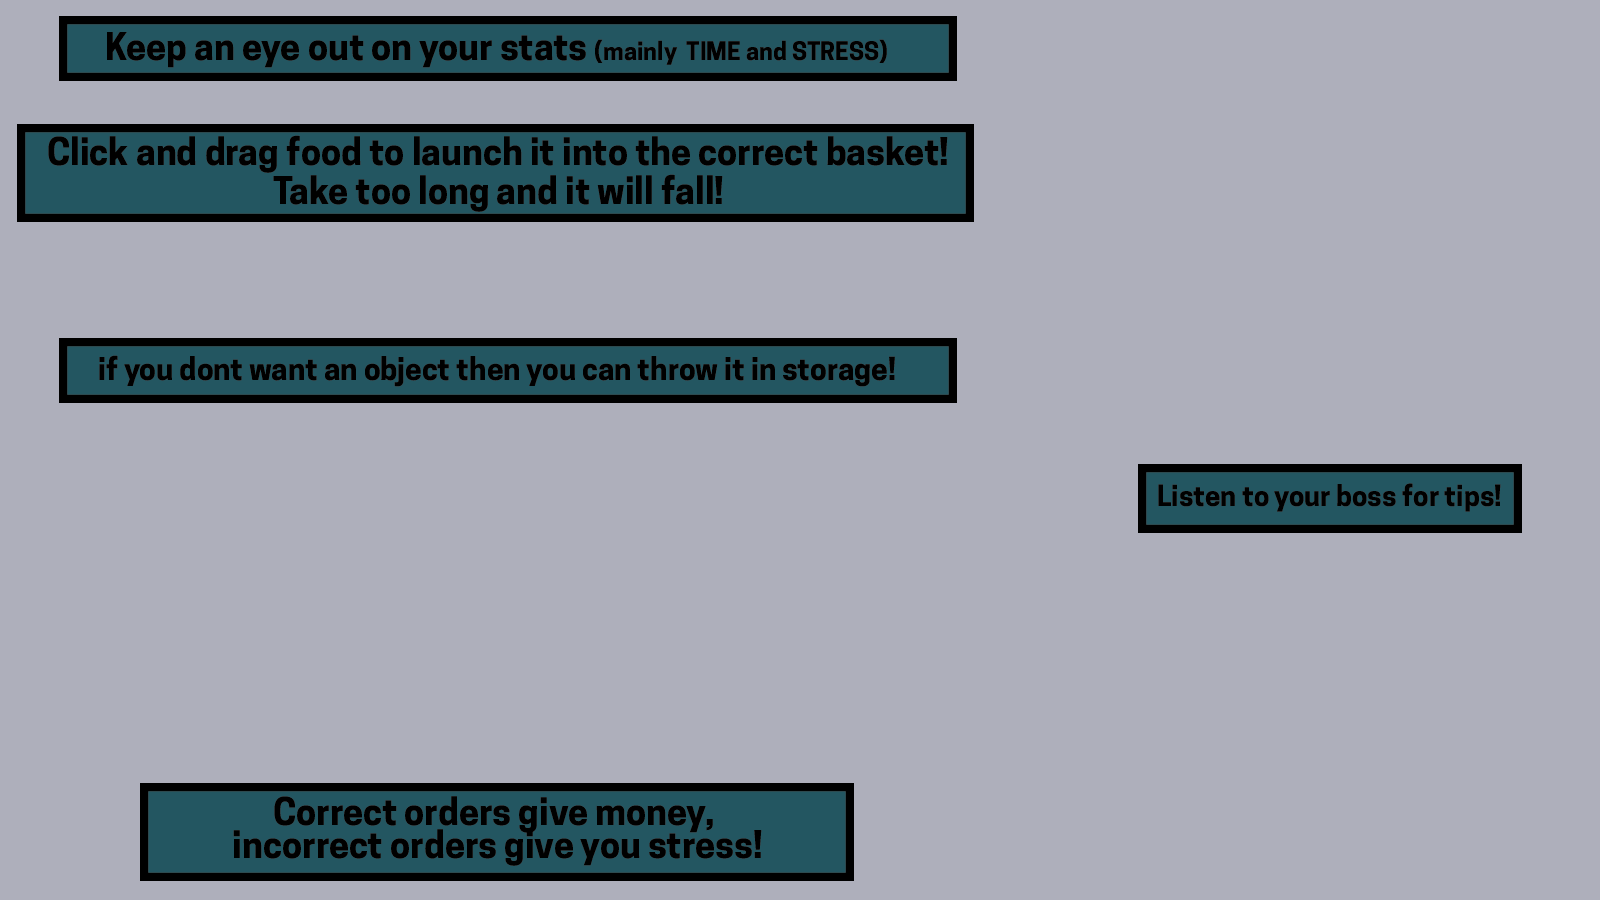 Keep an eye out on your stats (mainly TIME and STRESS)
Click and drag food to launch it into the correct basket!
Take too long and it will fall!
if you dont want an object then you can throw it in storage!
Listen to your boss for tips!
Correct orders give money,
incorrect orders give you stress!